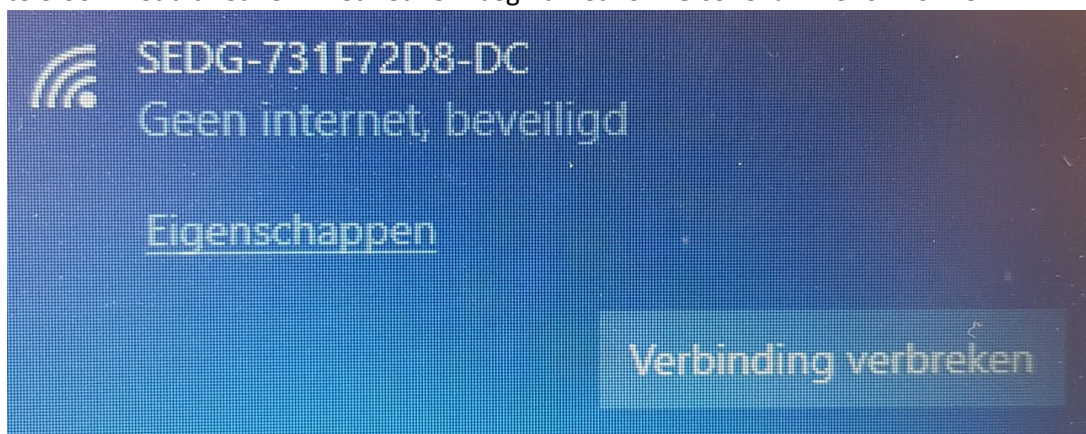 SEDG-731F72D8-DC
Geen internet, beveiligd
Eigenschappen
Verbinding verbreken